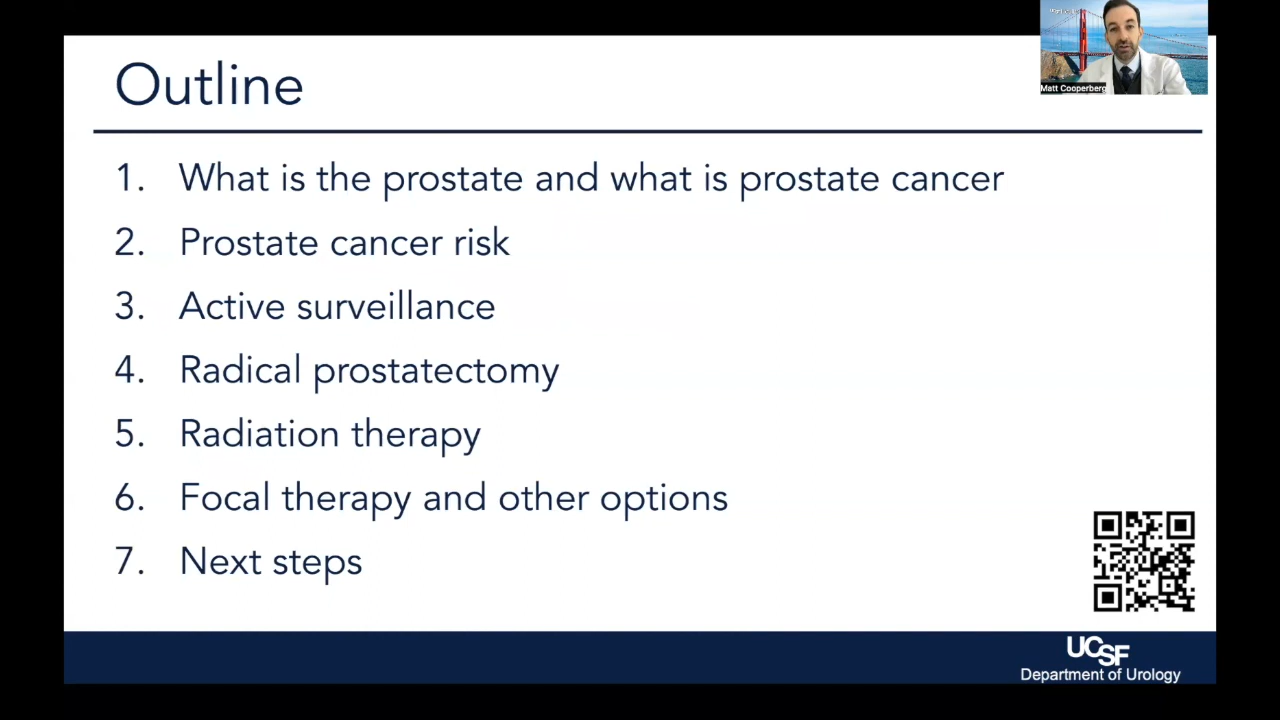 Outline
Matt Cooperberg
1. What is the prostate and what is prostate cancer
2. Prostate cancer risk
3. Active surveillance
4. Radical prostatectomy
5. Radiation therapy
6. Focal therapy and other options
7. Next steps
UCSF
Department of Urology